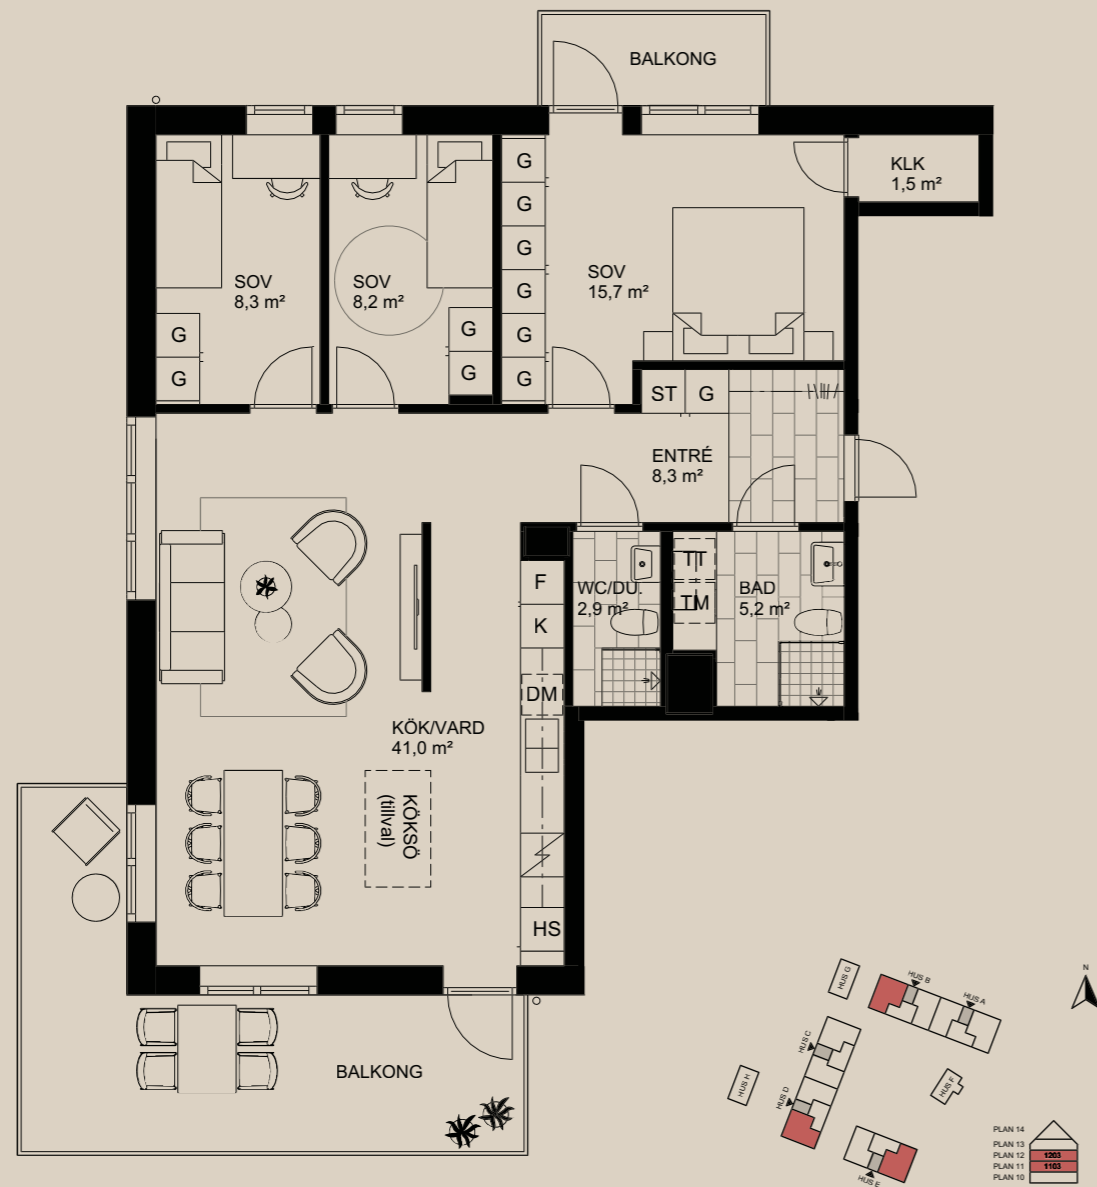 BALKONG
KLK
1,5 m²
G
G
G
G
G
G
SOV
8,3 m²
SOV
8,2 m²
SOV
15,7 m²
G
G
G
G
ST
G
ENTRÉ
8,3 m²
F
K
DM
WC/DU.
2,9 m²
TT
TM
BAD
5,2 m²
KÖK/VARD
41,0 m²
KÖKSÖ
(tillval)
HS
BALKONG
N
HUS G
HUS B
HUS A
HUS C
HUS H
HUS D
HUS F
HUS E
PLAN 14
PLAN 13
PLAN 12 1203
PLAN 11 1103
PLAN 10